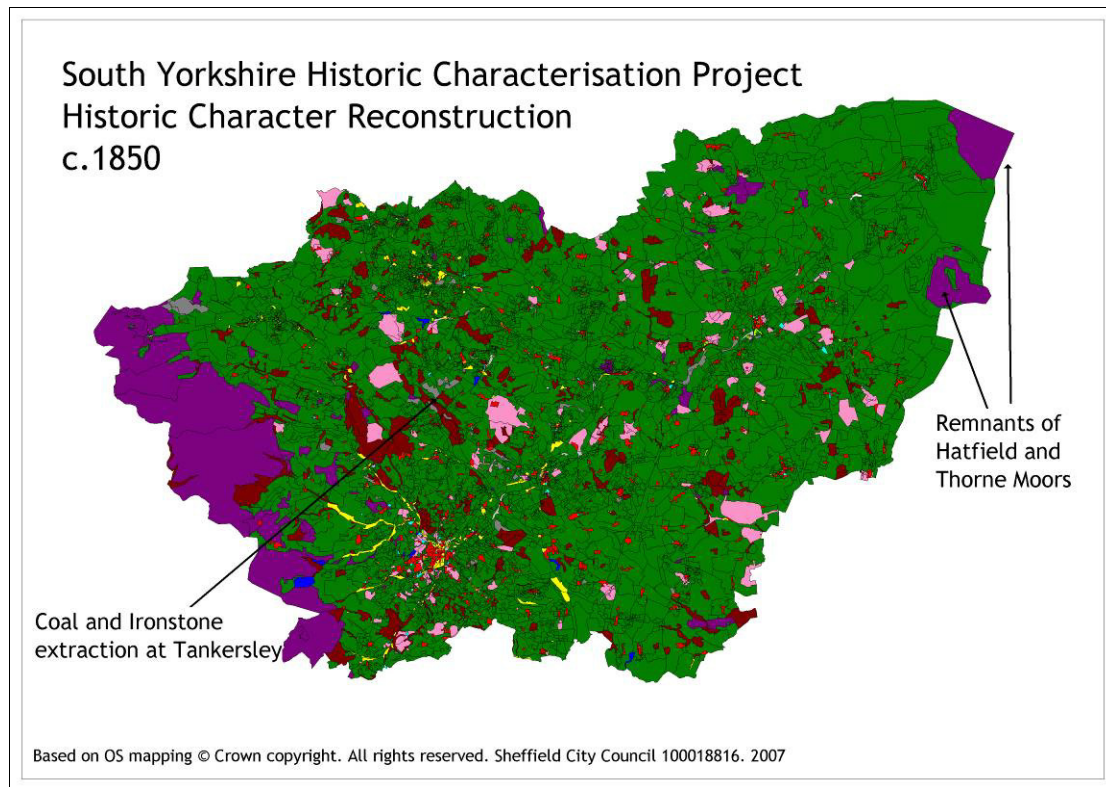 South Yorkshire Historic Characterisation Project
Historic Character Reconstruction
c.1850
Remnants of
Hatfield and
Thorne Moors
Coal and Ironstone
extraction at Tankersley
Based on OS mapping © Crown copyright. All rights reserved. Sheffield City Council 100018816. 2007